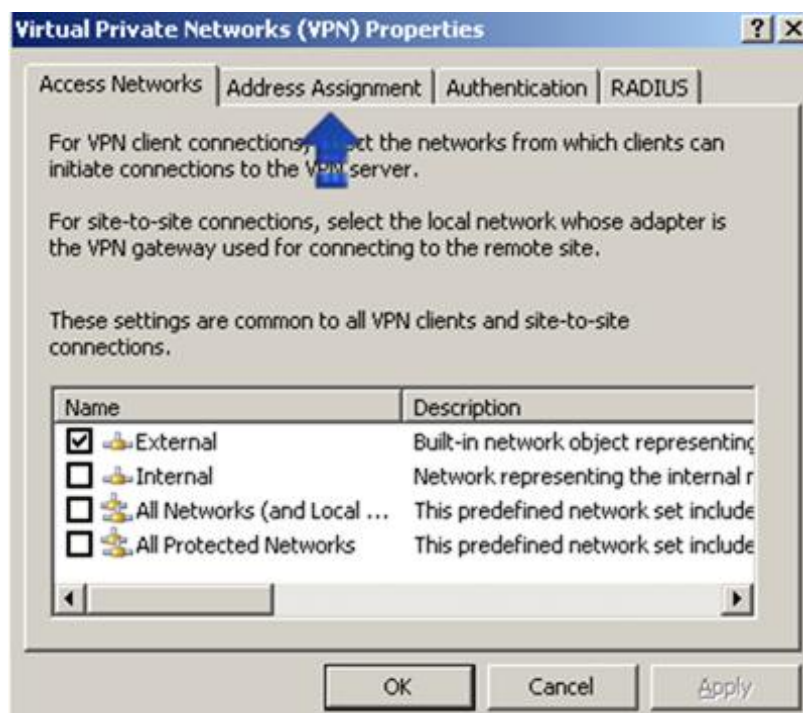 Virtual Private Networks (VPN) Properties
Access Networks Address Assignment Authentication RADIUS
For VPN client connections, the networks from which clients can
initiate connections to the VPN server.
For site-to-site connections, select the local network whose adapter is
the VPN gateway used for connecting to the remote site.
These settings are common to all VPN clients and site-to-site
connections.
Name Description
External Built-in network object representing
Internal Network representing the internal
All Networks (and Local ... This predefined network set include
All Protected Networks This predefined network set include
OK Cancel Apply